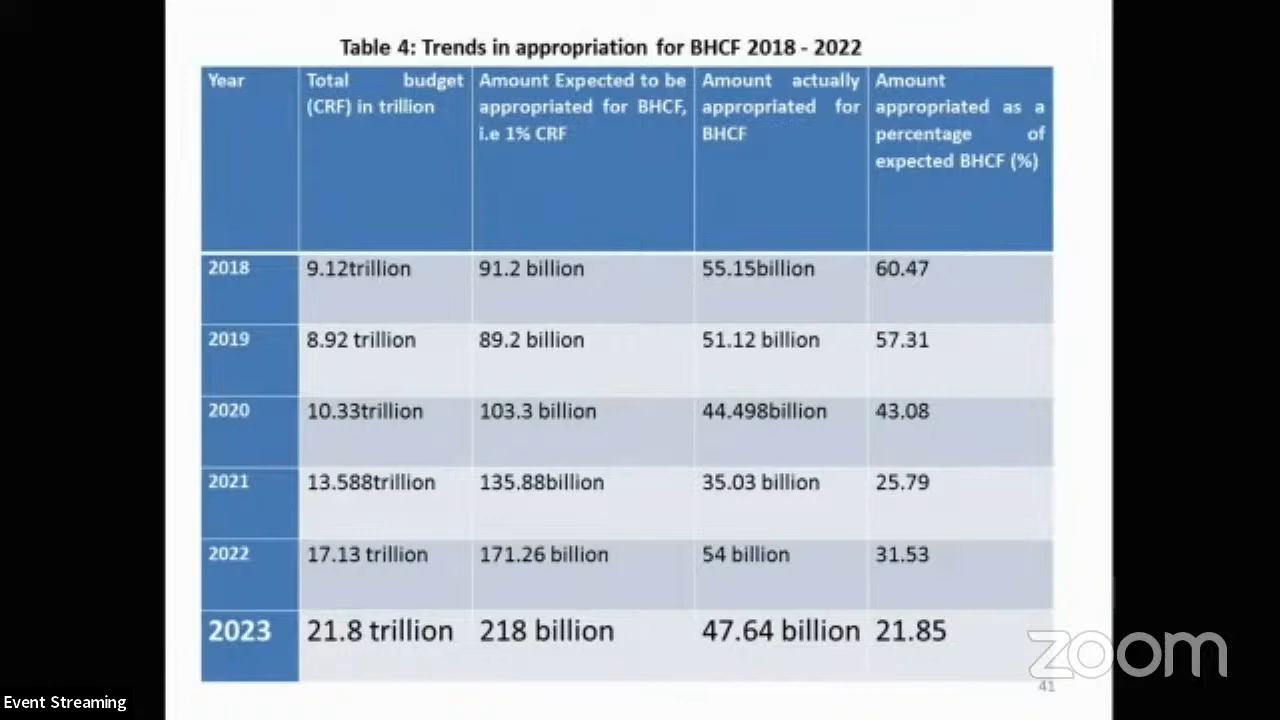 Table 4: Trends in appropriation for BHCF 2018 - 2022
Year
Total budget
(CRF) in trillion
Amount Expected to be
appropriated for BHCF,
i.e 1% CRF
Amount actually
appropriated for
BHCF
Amount
appropriated as a
percentage of
expected BHCF (%)
2018 9.12trillion 91.2 billion 55.15billion 60.47
2019 8.92 trillion 89.2 billion 51.12 billion 57.31
2020 10.33trillion 103.3 billion 44.498billion 43.08
2021 13.588trillion 135.88billion 35.03 billion 25.79
2022 17.13 trillion 171.26 billion 54 billion 31.53
2023 21.8 trillion 218 billion 47.64 billion 21.85
zoom
41
Event Streaming